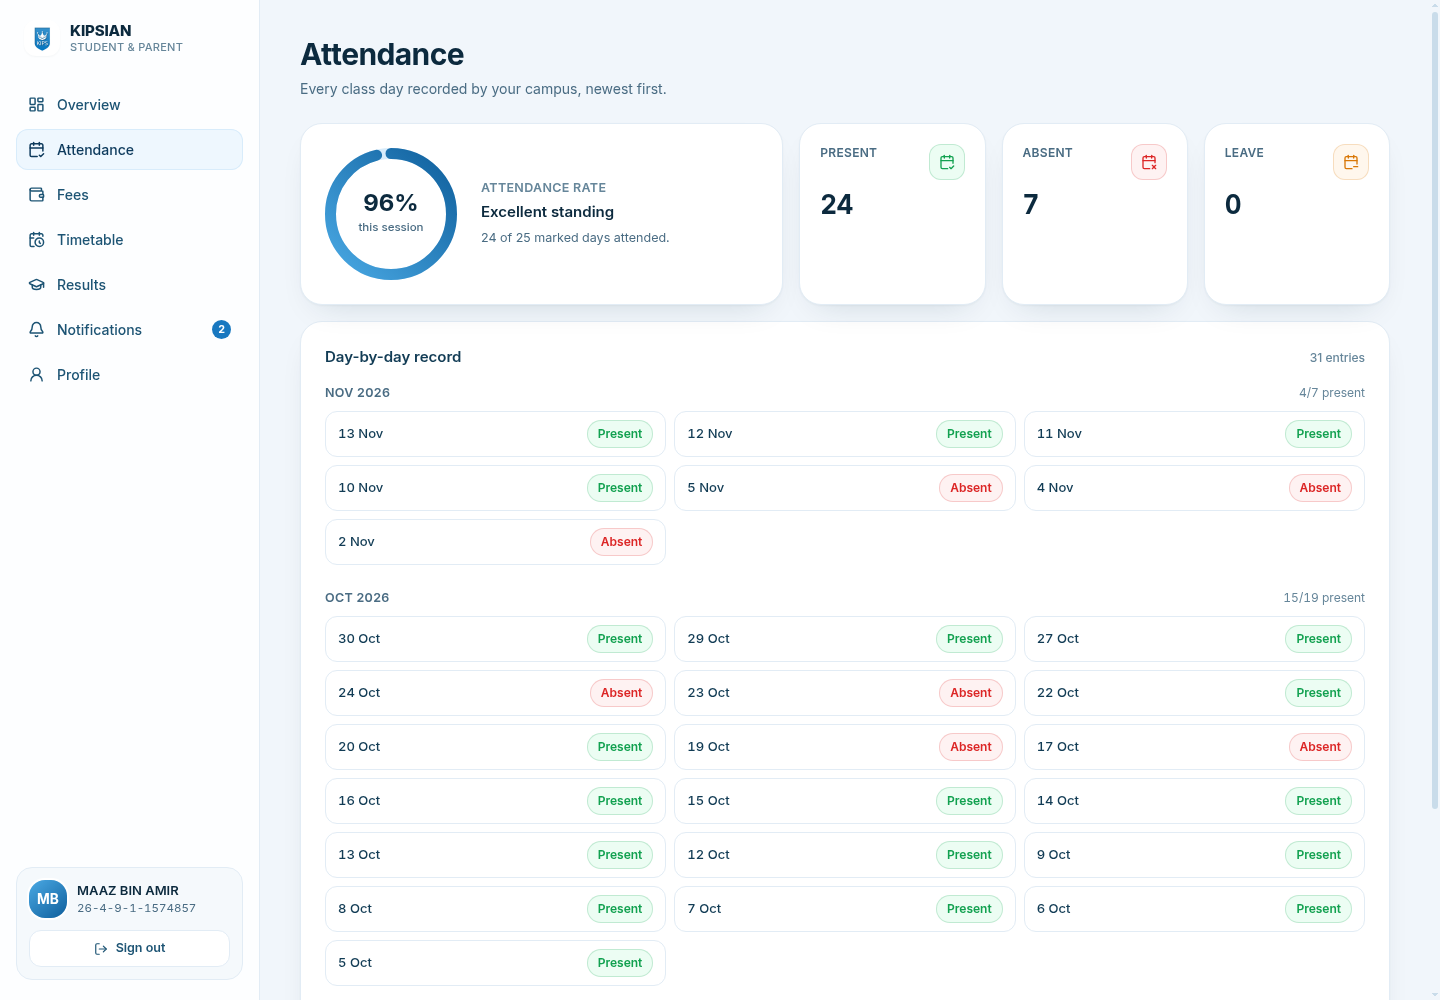 KIPSIAN
STUDENT & PARENT
KIPS
Overview
Attendance
Fees
Timetable
Results
Notifications 2
Profile
MB
MAAZ BIN AMIR
26-4-9-1-1574857
Sign out
Attendance
Every class day recorded by your campus, newest first.
96%
this session
ATTENDANCE RATE
Excellent standing
24 of 25 marked days attended.
PRESENT
24
ABSENT
7
LEAVE
0
Day-by-day record 31 entries
NOV 2026 4/7 present
13 Nov Present 12 Nov Present 11 Nov Present
10 Nov Present 5 Nov Absent 4 Nov Absent
2 Nov Absent
OCT 2026 15/19 present
30 Oct Present 29 Oct Present 27 Oct Present
24 Oct Absent 23 Oct Absent 22 Oct Present
20 Oct Present 19 Oct Absent 17 Oct Absent
16 Oct Present 15 Oct Present 14 Oct Present
13 Oct Present 12 Oct Present 9 Oct Present
8 Oct Present 7 Oct Present 6 Oct Present
5 Oct Present